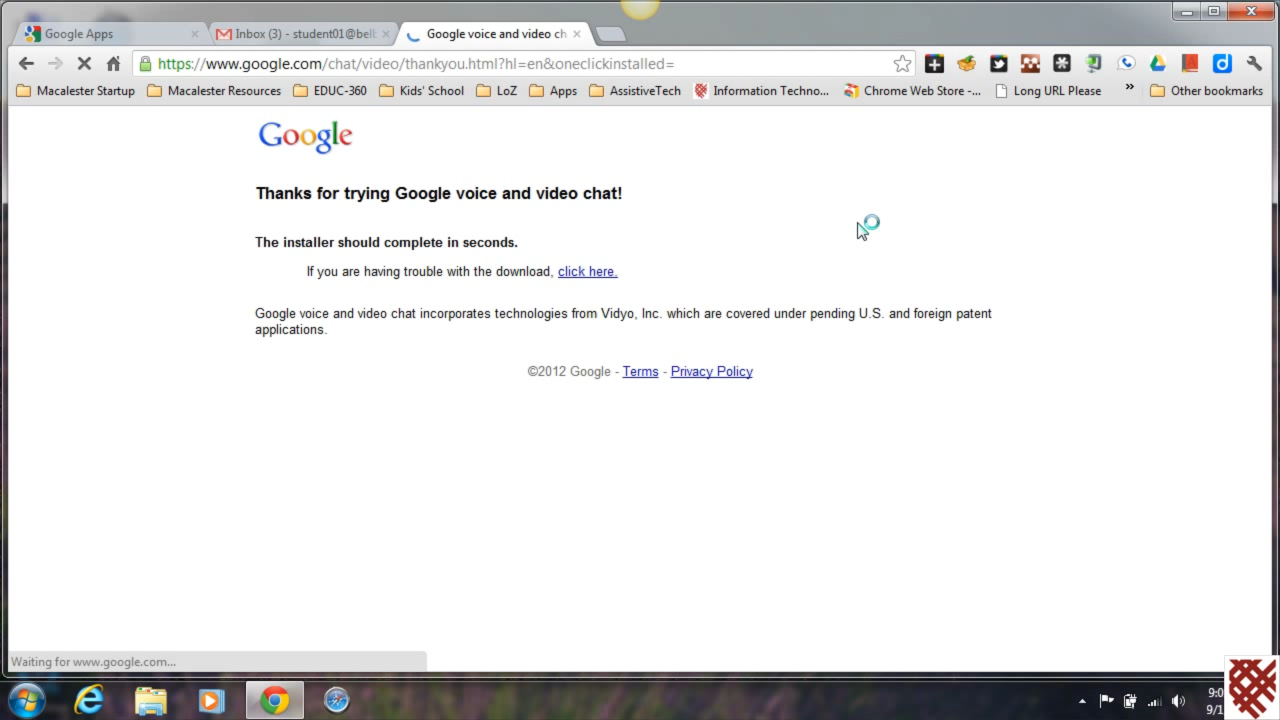 Google Apps
Inbox (3) - student01@bell
Google voice and video ch
https://www.google.com/chat/video/thankyou.html?hl=en&oneclickinstalled=
Macalester Startup
Macalester Resources
EDUC-360
Kids' School
LoZ
Apps
AssistiveTech
Information Techno...
Chrome Web Store -...
Long URL Please
»
Other bookmarks
Google
Thanks for trying Google voice and video chat!
The installer should complete in seconds.
If you are having trouble with the download, click here.
Google voice and video chat incorporates technologies from Vidyo, Inc. which are covered under pending U.S. and foreign patent
applications.
©2012 Google - Terms - Privacy Policy
Waiting for www.google.com...
9:0
9/1